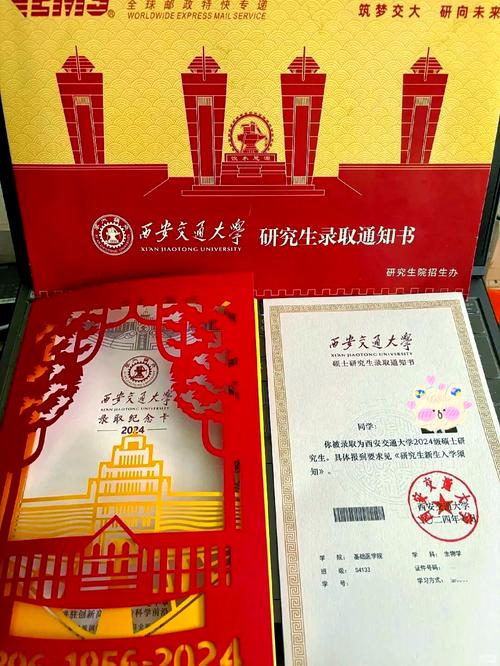 EMS
全球邮政特快专递
WORLDWIDE EXPRESS MAIL SERVICE
筑梦交大 研向未来
饮水思源
西安交通大学
XI'AN JIAOTONG UNIVERSITY
研究生录取通知书
研究生院招生办
西安交通大学
XI'AN JIAOTONG UNIVERSITY
录取纪念卡
2024
1896-1956-2024
西安交通大学
XI'AN JIAOTONG UNIVERSITY
硕士研究生录取通知书
同学:
你被录取为西安交通大学2024级硕士研
究生。具体报到要求见《研究生新生入学须
知》。
西安交通大学
二〇二四年七月
学 院: 基础医学院
学 科: 生物学
班 级: S4133
证件号码:
学 号:
学习方式: